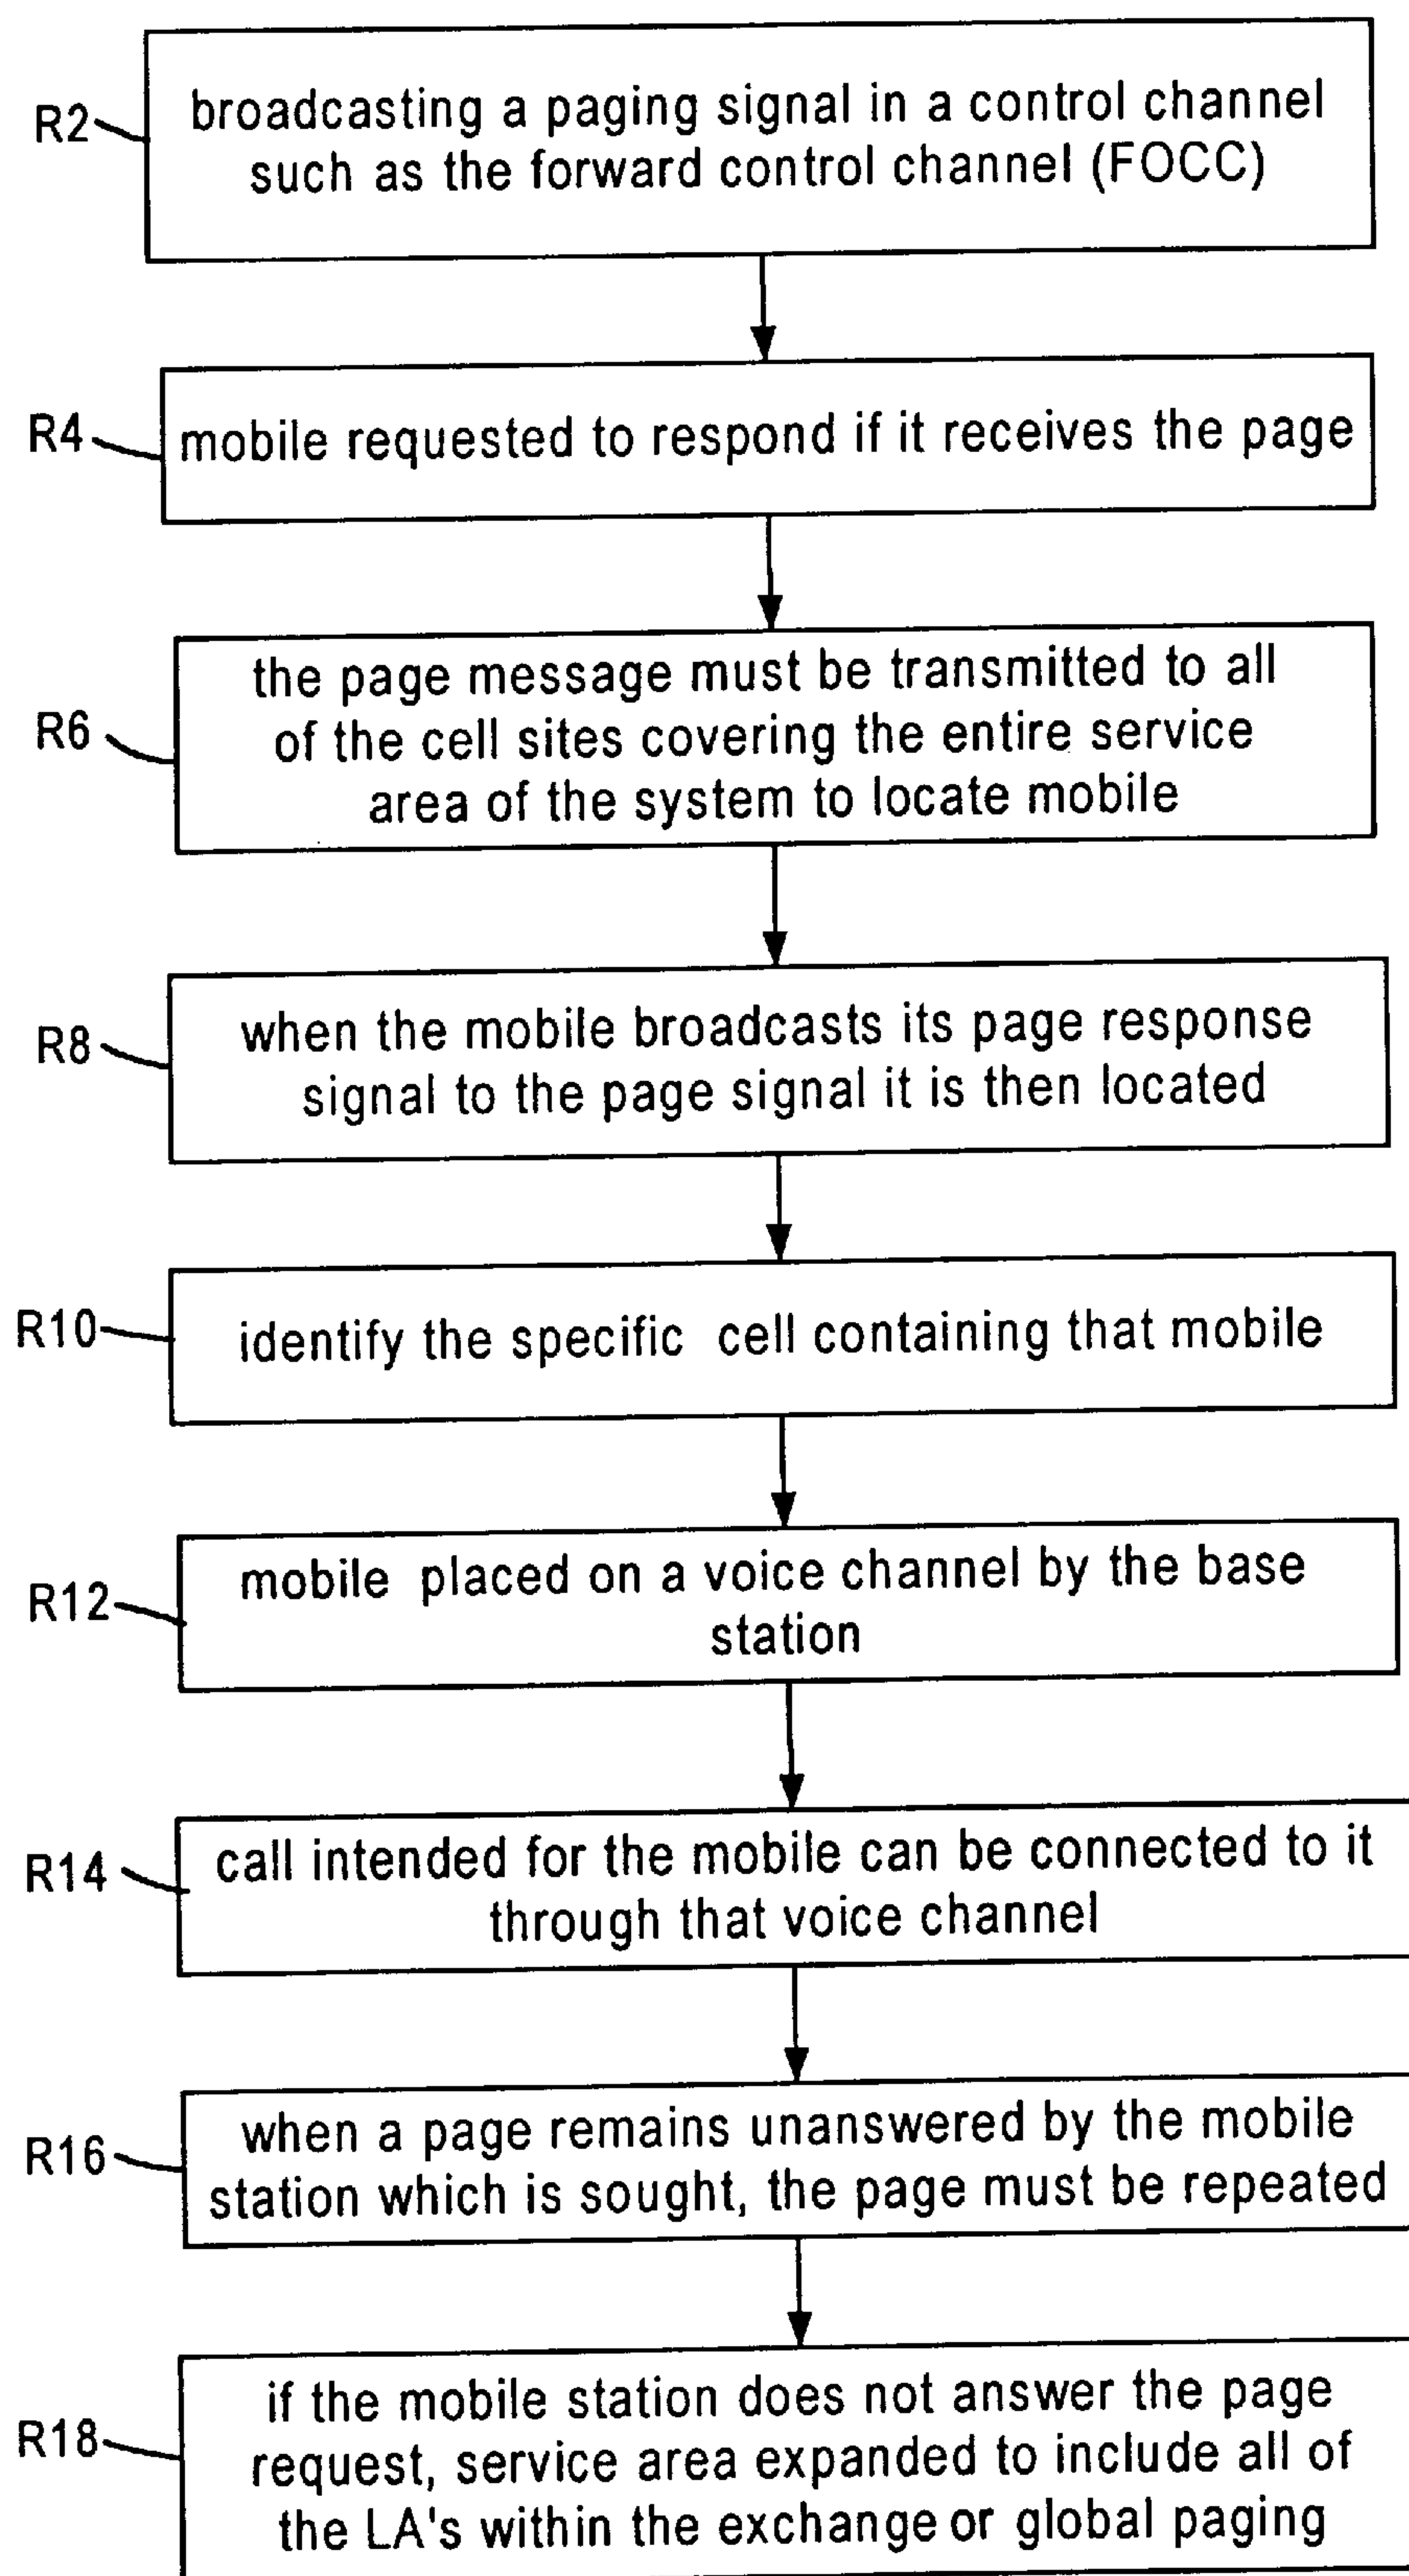 R2
broadcasting a paging signal in a control channel
such as the forward control channel (FOCC)
R4
mobile requested to respond if it receives the page
R6
the page message must be transmitted to all
of the cell sites covering the entire service
area of the system to locate mobile
R8
when the mobile broadcasts its page response
signal to the page signal it is then located
R10
identify the specific cell containing that mobile
R12
mobile placed on a voice channel by the base
station
R14
call intended for the mobile can be connected to it
through that voice channel
R16
when a page remains unanswered by the mobile
station which is sought, the page must be repeated
R18
if the mobile station does not answer the page
request, service area expanded to include all of
the LA's within the exchange or global paging